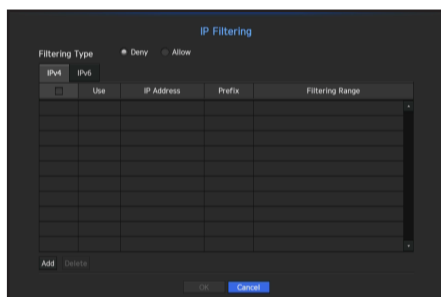 IP Filtering
Filtering Type Deny Allow
IPv4 IPv6
Use IP Address Prefix Filtering Range
Add Delete
OK Cancel